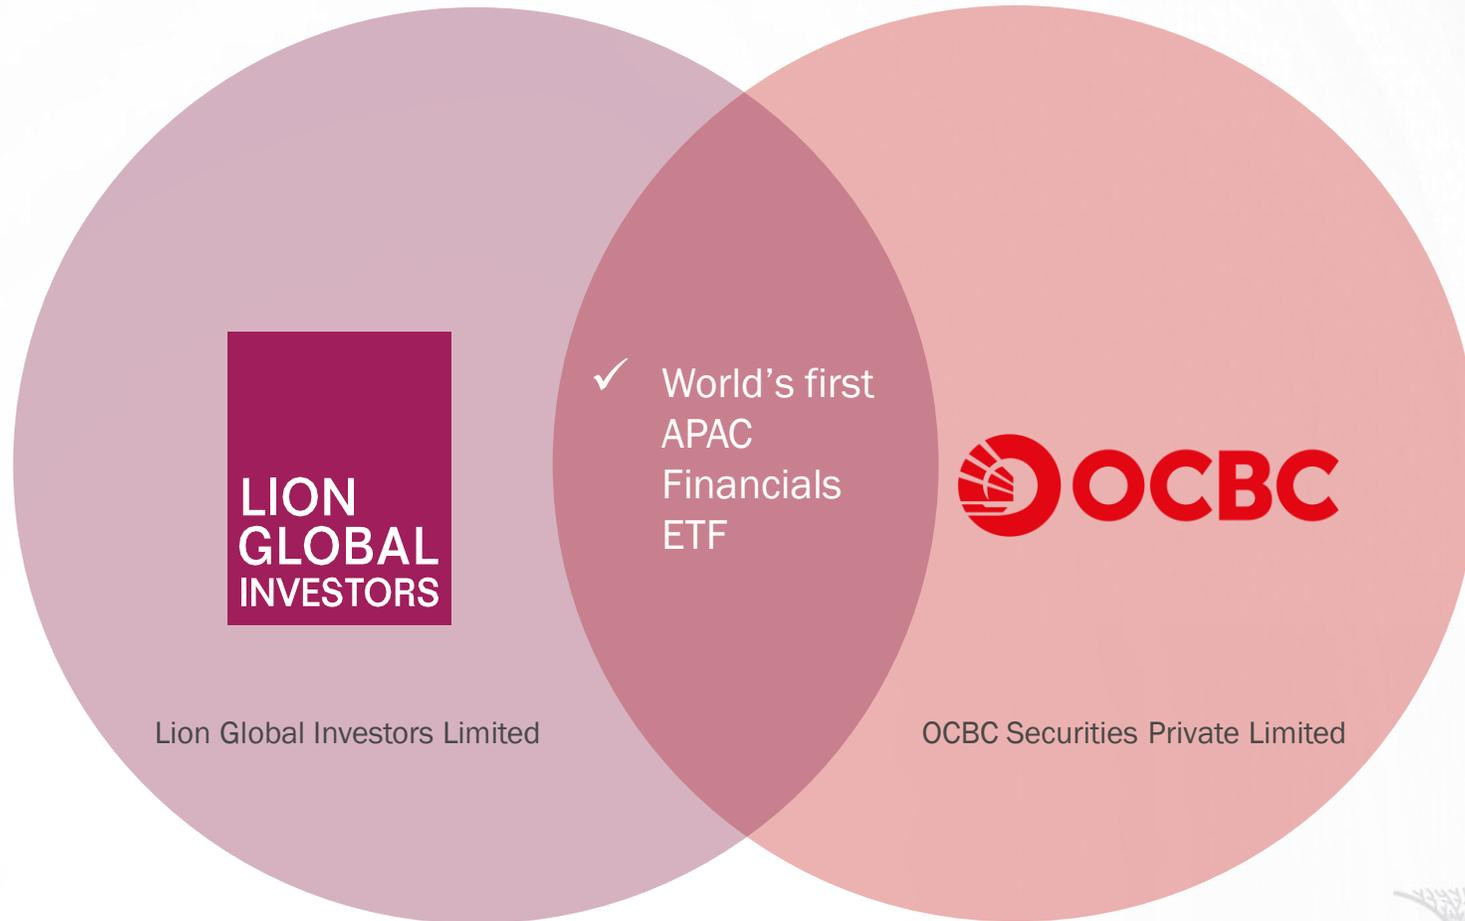 LION
GLOBAL
INVESTORS
✓ World’s first
APAC
Financials
ETF
OCBC
Lion Global Investors Limited
OCBC Securities Private Limited